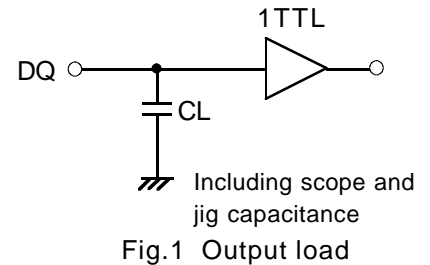 1TTL
DQ
CL
Including scope and
jig capacitance
Fig.1 Output load